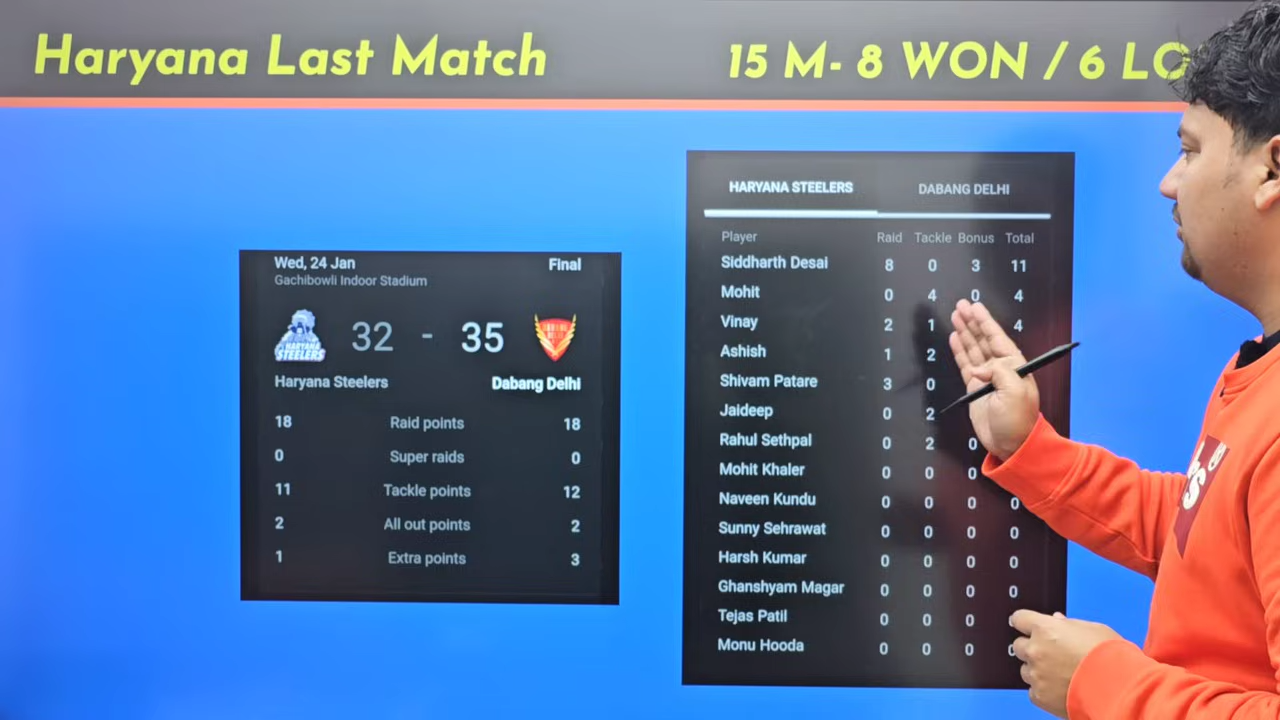 Haryana Last Match
15 M- 8 WON / 6 LO
Wed, 24 Jan Final
Gachibowli Indoor Stadium
HARYANA STEELERS
32 - 35
Haryana Steelers Dabang Delhi
18 Raid points 18
0 Super raids 0
11 Tackle points 12
2 All out points 2
1 Extra points 3
HARYANA STEELERS DABANG DELHI
Player Raid Tackle Bonus Total
Siddharth Desai 8 0 3 11
Mohit 0 4 0 4
Vinay 2 1 4
Ashish 1 2
Shivam Patare 3 0
Jaideep 0 2
Rahul Sethpal 0 2 0
Mohit Khaler 0 0 0 0
Naveen Kundu 0 0 0 0
Sunny Sehrawat 0 0 0 0
Harsh Kumar 0 0 0 0
Ghanshyam Magar 0 0 0 0
Tejas Patil 0 0 0 0
Monu Hooda 0 0 0 0